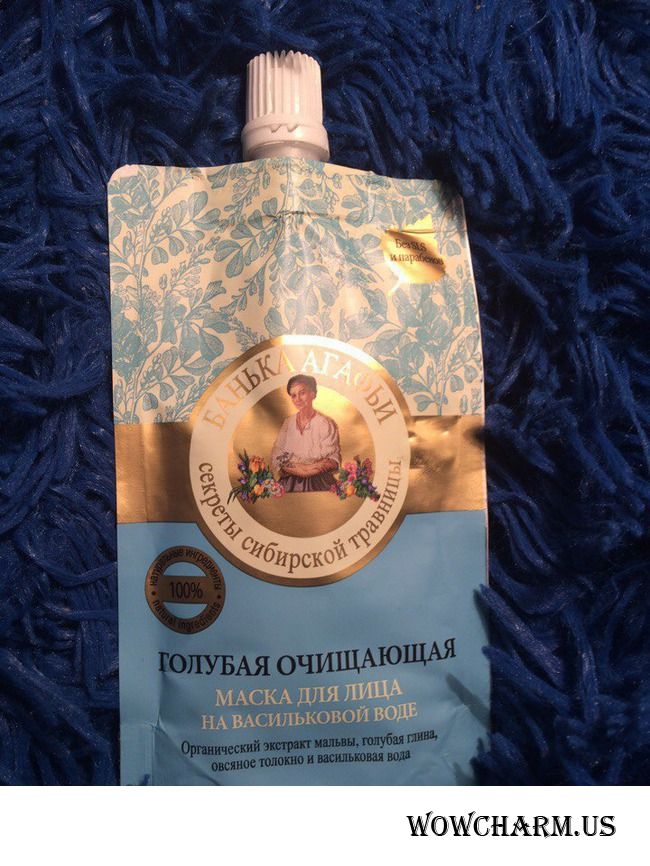 Без SLS
и парабенов
БАНЬКА АГАФЬИ
секреты сибирской травницы
натуральные ингредиенты
100%
natural ingredients
ГОЛУБАЯ ОЧИЩАЮЩАЯ
МАСКА ДЛЯ ЛИЦА
НА ВАСИЛЬКОВОЙ ВОДЕ
Органический экстракт мальвы, голубая глина,
овсяное толокно и васильковая вода
WOWCHARM.US